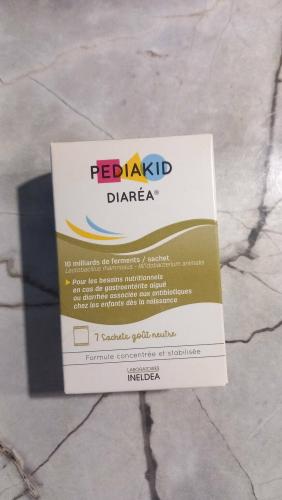 PEDIAKID
DIARÉA®
10 milliards de ferments / sachet
Lactobacillus rhamnosus - Bifidobacterium animalis
Pour les besoins nutritionnels
en cas de gastroentérite aiguë
ou diarrhée associée aux antibiotiques
chez les enfants dès la naissance
7 Sachets goût neutre
Formule concentrée et stabilisée
LABORATOIRES
INELDEA